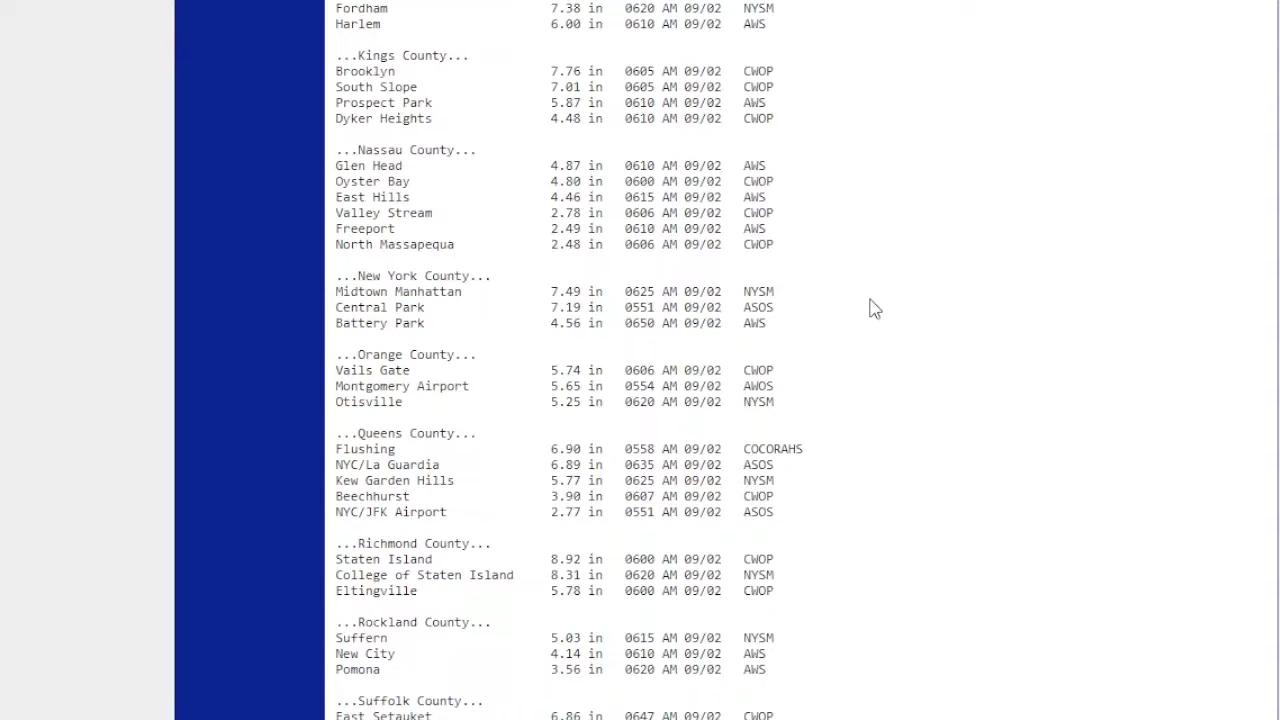 Fordham 7.38 in 0620 AM 09/02 NYSM
Harlem 6.00 in 0610 AM 09/02 AWS
...Kings County...
Brooklyn 7.76 in 0605 AM 09/02 CWOP
South Slope 7.01 in 0605 AM 09/02 CWOP
Prospect Park 5.87 in 0610 AM 09/02 AWS
Dyker Heights 4.48 in 0610 AM 09/02 CWOP
...Nassau County...
Glen Head 4.87 in 0610 AM 09/02 AWS
Oyster Bay 4.80 in 0600 AM 09/02 CWOP
East Hills 4.46 in 0615 AM 09/02 AWS
Valley Stream 2.78 in 0606 AM 09/02 CWOP
Freeport 2.49 in 0610 AM 09/02 AWS
North Massapequa 2.48 in 0606 AM 09/02 CWOP
...New York County...
Midtown Manhattan 7.49 in 0625 AM 09/02 NYSM
Central Park 7.19 in 0551 AM 09/02 ASOS
Battery Park 4.56 in 0650 AM 09/02 AWS
...Orange County...
Vails Gate 5.74 in 0606 AM 09/02 CWOP
Montgomery Airport 5.65 in 0554 AM 09/02 AWOS
Otisville 5.25 in 0620 AM 09/02 NYSM
...Queens County...
Flushing 6.90 in 0558 AM 09/02 COCORAHS
NYC/La Guardia 6.89 in 0635 AM 09/02 ASOS
Kew Garden Hills 5.77 in 0625 AM 09/02 NYSM
Beechhurst 3.90 in 0607 AM 09/02 CWOP
NYC/JFK Airport 2.77 in 0551 AM 09/02 ASOS
...Richmond County...
Staten Island 8.92 in 0600 AM 09/02 CWOP
College of Staten Island 8.31 in 0620 AM 09/02 NYSM
Eltingville 5.78 in 0600 AM 09/02 CWOP
...Rockland County...
Suffern 5.03 in 0615 AM 09/02 NYSM
New City 4.14 in 0610 AM 09/02 AWS
Pomona 3.56 in 0620 AM 09/02 AWS
...Suffolk County...
East Setauket 6.86 in 0647 AM 09/02 CWOP